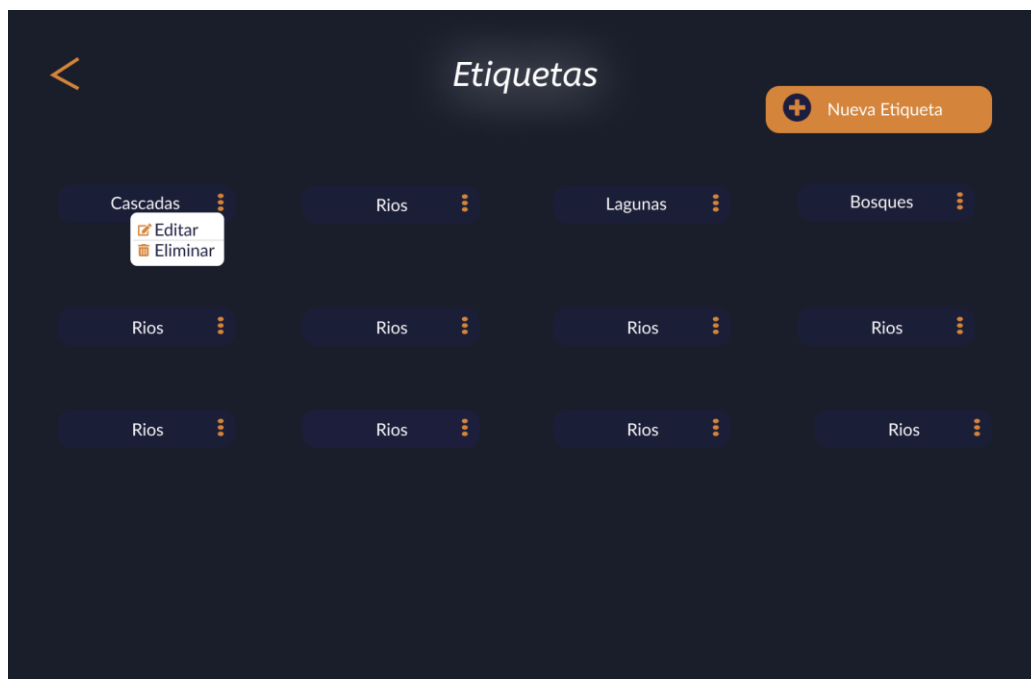 Etiquetas
Nueva Etiqueta
Cascadas
Rios
Lagunas
Bosques
Editar
Eliminar
Rios
Rios
Rios
Rios
Rios
Rios
Rios
Rios